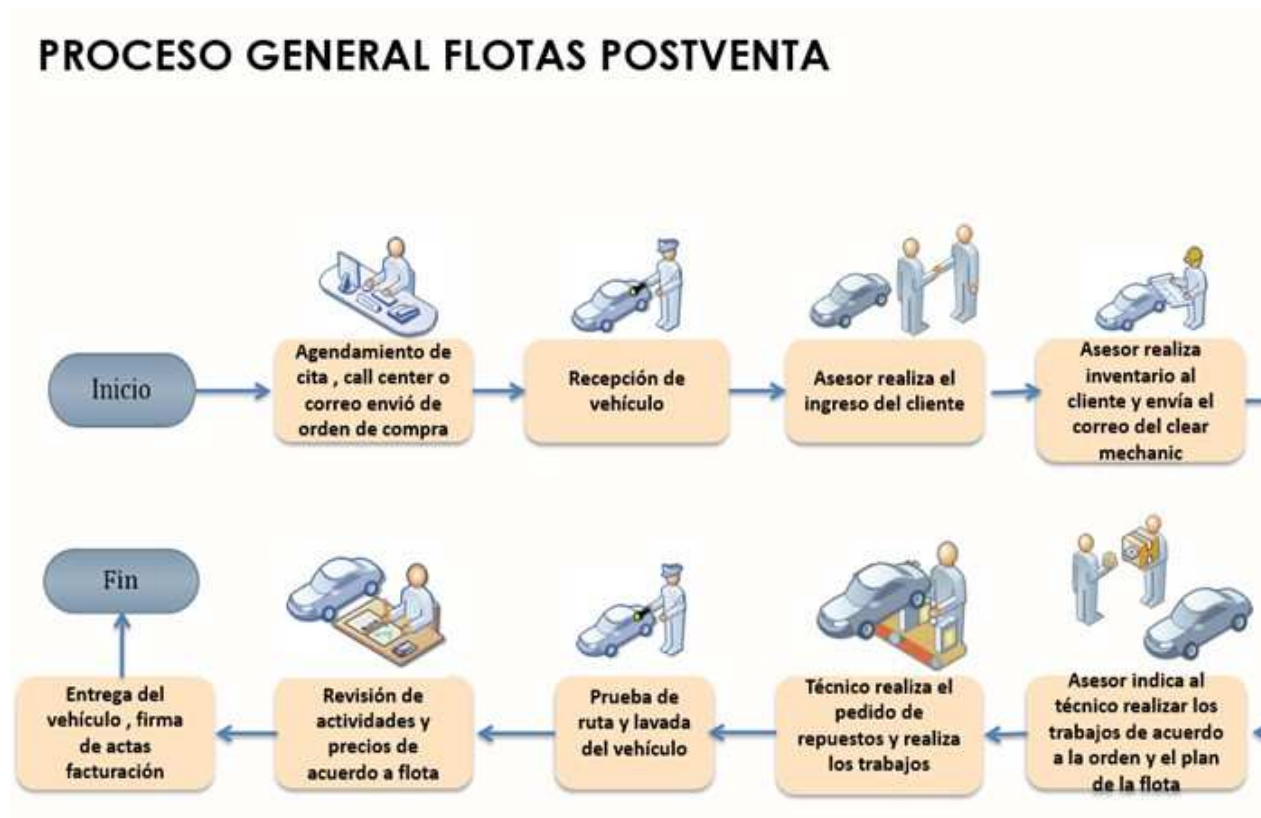 PROCESO GENERAL FLOTAS POSTVENTA
Inicio
Agendamiento de
cita , call center o
correo envió de
orden de compra
Recepción de
vehículo
Asesor realiza el
ingreso del cliente
Asesor realiza
inventario al
cliente y envía el
correo del clear
mechanic
Fin
Entrega del
vehículo , firma
de actas
facturación
Revisión de
actividades y
precios de
acuerdo a flota
Prueba de
ruta y lavada
del vehículo
Técnico realiza el
pedido de
repuestos y realiza
los trabajos
Asesor indica al
técnico realizar los
trabajos de acuerdo
a la orden y el plan
de la flota